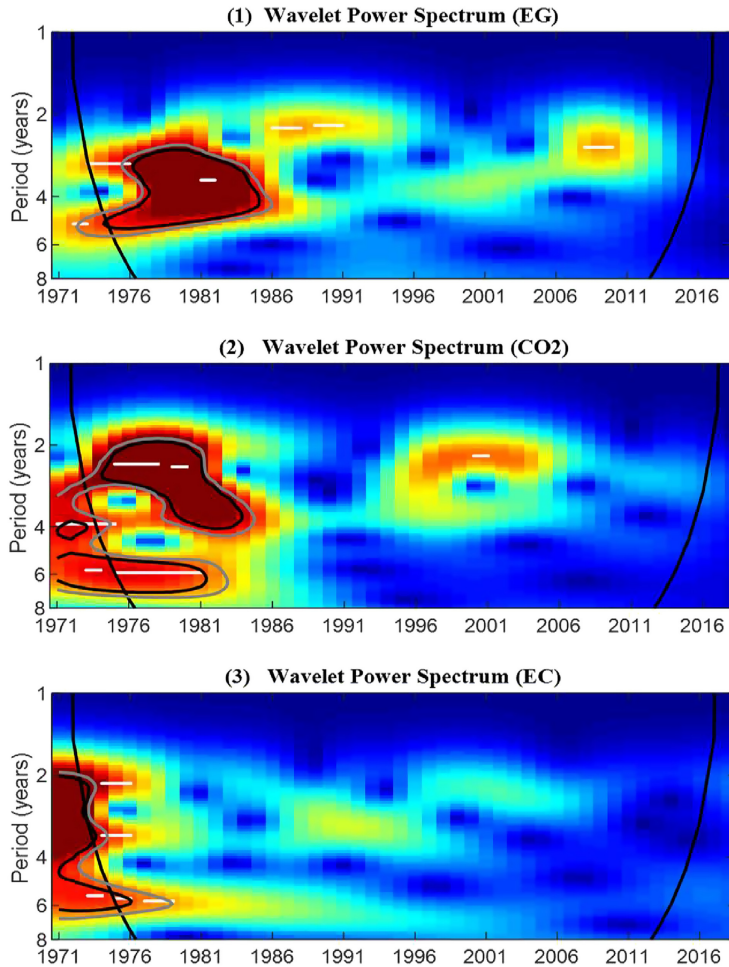 (1) Wavelet Power Spectrum (EG)
Period (years)
1
2
4
6
8
1971 1976 1981 1986 1991 1996 2001 2006 2011 2016
(2) Wavelet Power Spectrum (CO2)
Period (years)
1
2
4
6
8
1971 1976 1981 1986 1991 1996 2001 2006 2011 2016
(3) Wavelet Power Spectrum (EC)
Period (years)
1
2
4
6
8
1971 1976 1981 1986 1991 1996 2001 2006 2011 2016